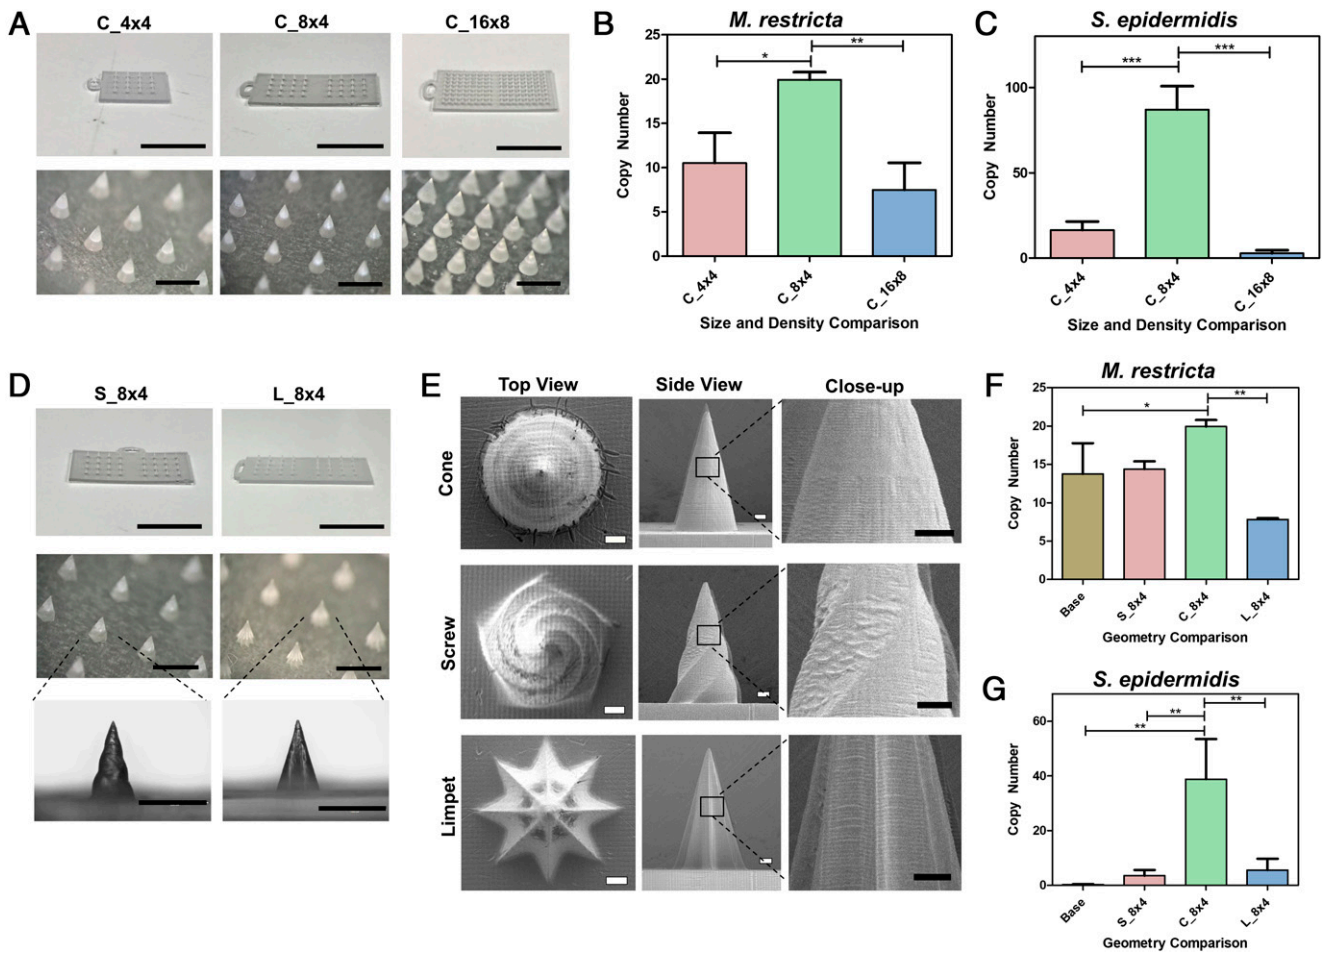 A
C_4x4
C_8x4
C_16x8
B
M. restricta
25
20
15
10
5
0
Copy Number
*
**
C_4x4
C_8x4
C_16x8
Size and Density Comparison
C
S. epidermidis
100
50
0
Copy Number
***
***
C_4x4
C_8x4
C_16x8
Size and Density Comparison
D
S_8x4
L_8x4
E
Top View
Side View
Close-up
Cone
Screw
Limpet
F
M. restricta
25
20
15
10
5
0
Copy Number
*
**
Base
S_8x4
C_8x4
L_8x4
Geometry Comparison
G
S. epidermidis
60
40
20
0
Copy Number
**
**
**
Base
S_8x4
C_8x4
L_8x4
Geometry Comparison